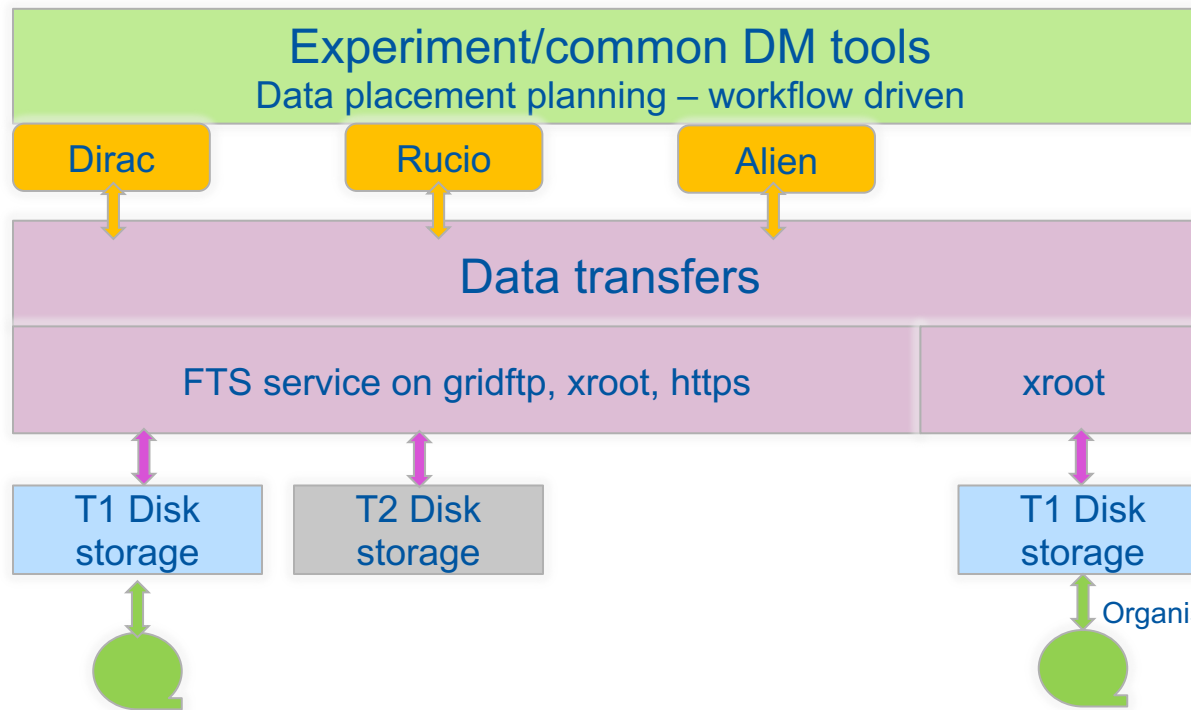 Experiment/common DM tools
Data placement planning – workflow driven
Dirac
Rucio
Alien
Data transfers
FTS service on gridftp, xroot, https
xroot
T1 Disk
storage
T2 Disk
storage
T1 Disk
storage
Organi